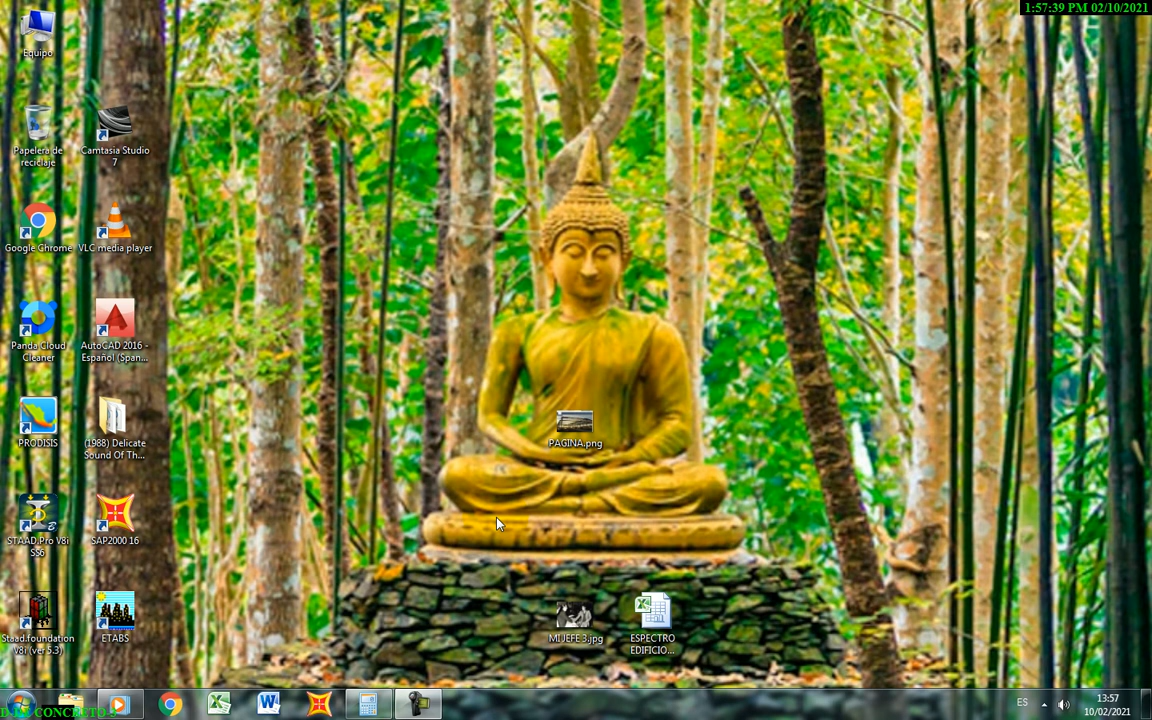 1:57:39 PM 02/10/2021
Equipo
Papelera de
reciclaje
Camtasia Studio
7
Google Chrome
VLC media player
Panda Cloud
Cleaner
AutoCAD 2016 -
Español (Span...
PRODISIS
(1988) Delicate
Sound Of Th...
PAGINA.png
STAAD.Pro V8i
SS6
SAP2000 16
Staad.foundation
V8i (ver 5.3)
ETABS
MI JEFE 3.jpg
ESPECTRO
EDIFICIO...
ES
13:57
10/02/2021
CONCRETO